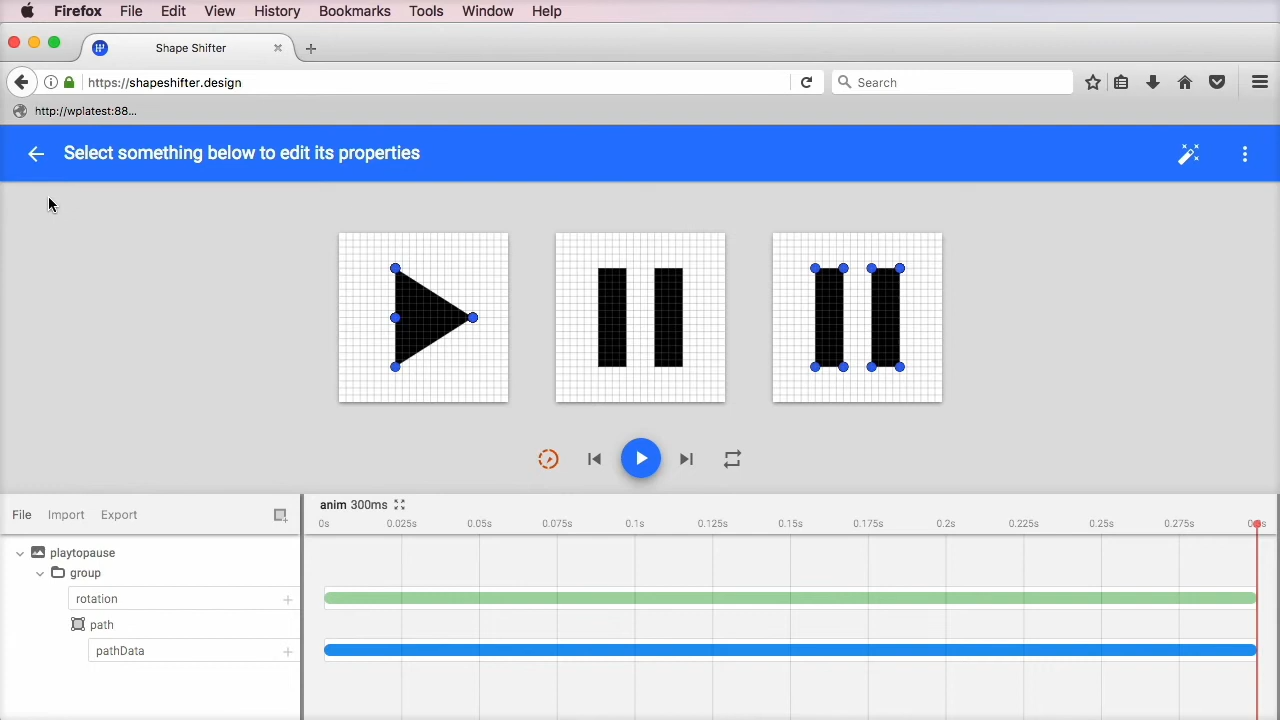 Firefox File Edit View History Bookmarks Tools Window Help
Shape Shifter
https://shapeshifter.design
Search
http://wplatest:88...
Select something below to edit its properties
File Import Export
anim 300ms
0s 0.025s 0.05s 0.075s 0.1s 0.125s 0.15s 0.175s 0.2s 0.225s 0.25s 0.275s 0.3s
playtopause
group
rotation
path
pathData